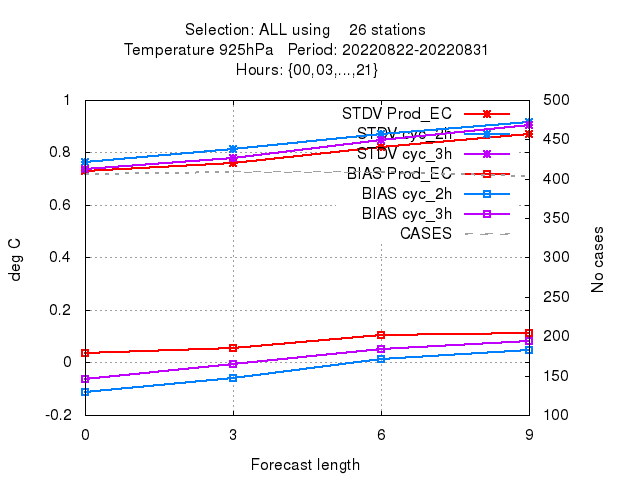 Selection: ALL using 26 stations
Temperature 925hPa Period: 20220822-20220831
Hours: {00,03,...,21}
1
0.8
0.6
0.4
0.2
0
-0.2
deg C
500
450
400
350
300
250
200
150
100
No cases
STDV Prod_EC
STDV cyc_2h
STDV cyc_3h
BIAS Prod_EC
BIAS cyc_2h
BIAS cyc_3h
CASES
0 3 6 9
Forecast length